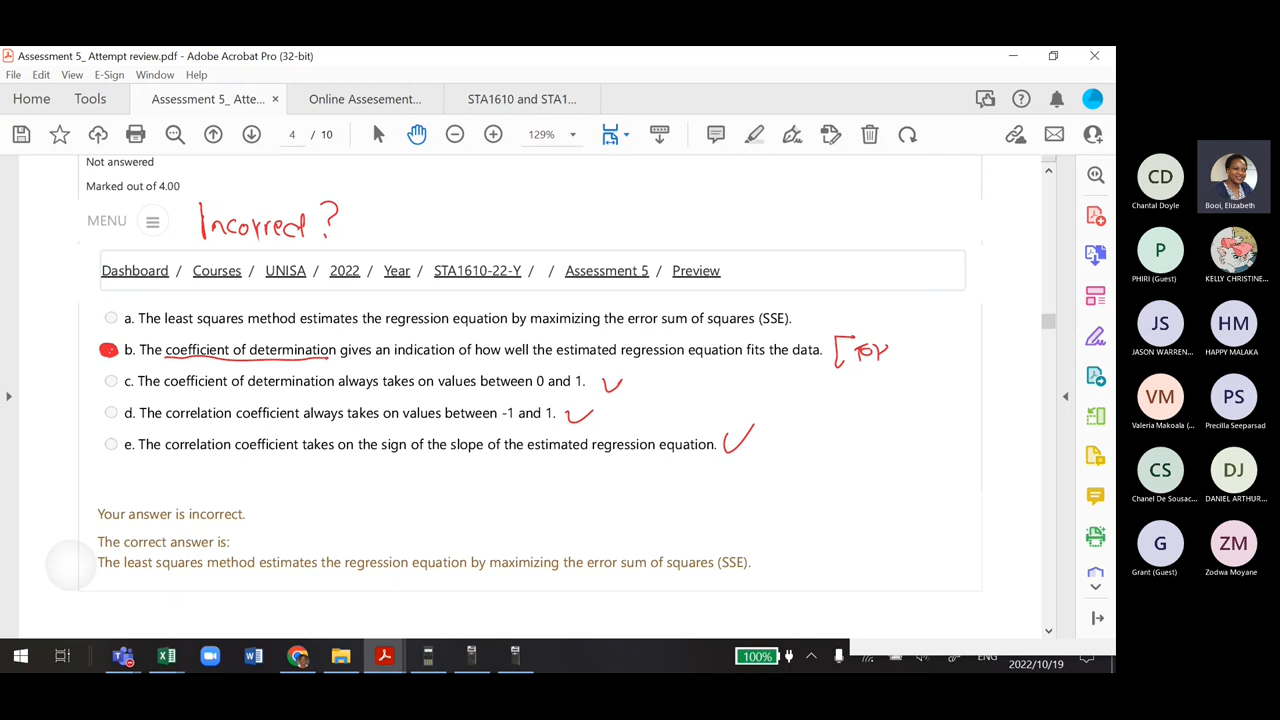 Assessment 5_ Attempt review.pdf - Adobe Acrobat Pro (32-bit)
File Edit View E-Sign Window Help
Home Tools Assessment 5_ Atte... × Online Assesement... STA1610 and STA1...
4 / 10 129%
Not answered
Marked out of 4.00
MENU Incorrect ?
Dashboard / Courses / UNISA / 2022 / Year / STA1610-22-Y / / Assessment 5 / Preview
a. The least squares method estimates the regression equation by maximizing the error sum of squares (SSE).
b. The coefficient of determination gives an indication of how well the estimated regression equation fits the data.
c. The coefficient of determination always takes on values between 0 and 1.
d. The correlation coefficient always takes on values between -1 and 1.
e. The correlation coefficient takes on the sign of the slope of the estimated regression equation.
Your answer is incorrect.
The correct answer is:
The least squares method estimates the regression equation by maximizing the error sum of squares (SSE).
CD
Chantal Doyle
Booi, Elizabeth
P
PHIRI (Guest)
KELLY CHRISTINE...
JS HM
JASON WARREN... HAPPY MALAKA
VM PS
Valeria Makoala (... Precilla Seeparsad
CS DJ
Chanel De Sousac... DANIEL ARTHUR...
G ZM
Grant (Guest) Zodwa Moyane
100% ENG
2022/10/19